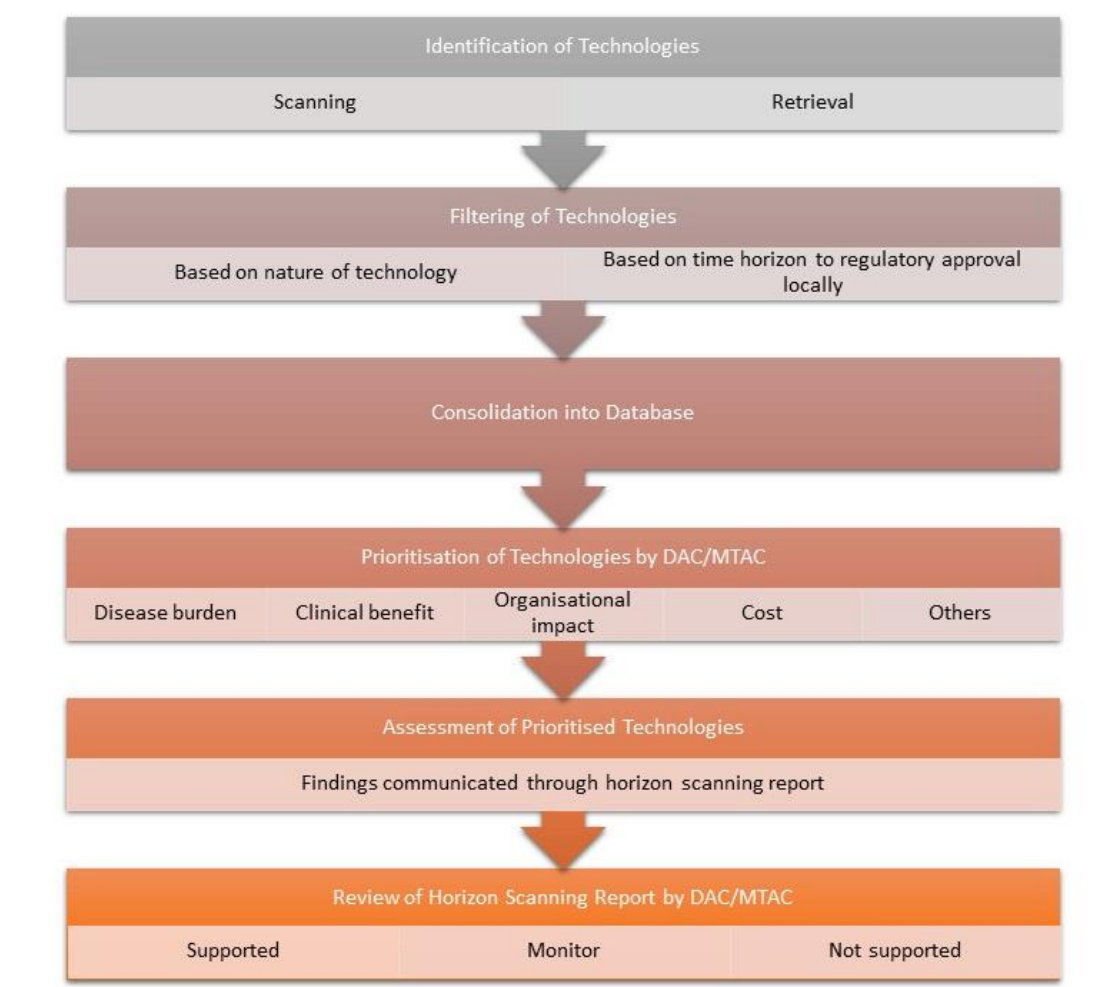 Identification of Technologies
Scanning
Retrieval
Filtering of Technologies
Based on nature of technology
Based on time horizon to regulatory approval
locally
Consolidation into Database
Prioritisation of Technologies by DAC/MTAC
Disease burden
Clinical benefit
Organisational
impact
Cost
Others
Assessment of Prioritised Technologies
Findings communicated through horizon scanning report
Review of Horizon Scanning Report by DAC/MTAC
Supported
Monitor
Not supported